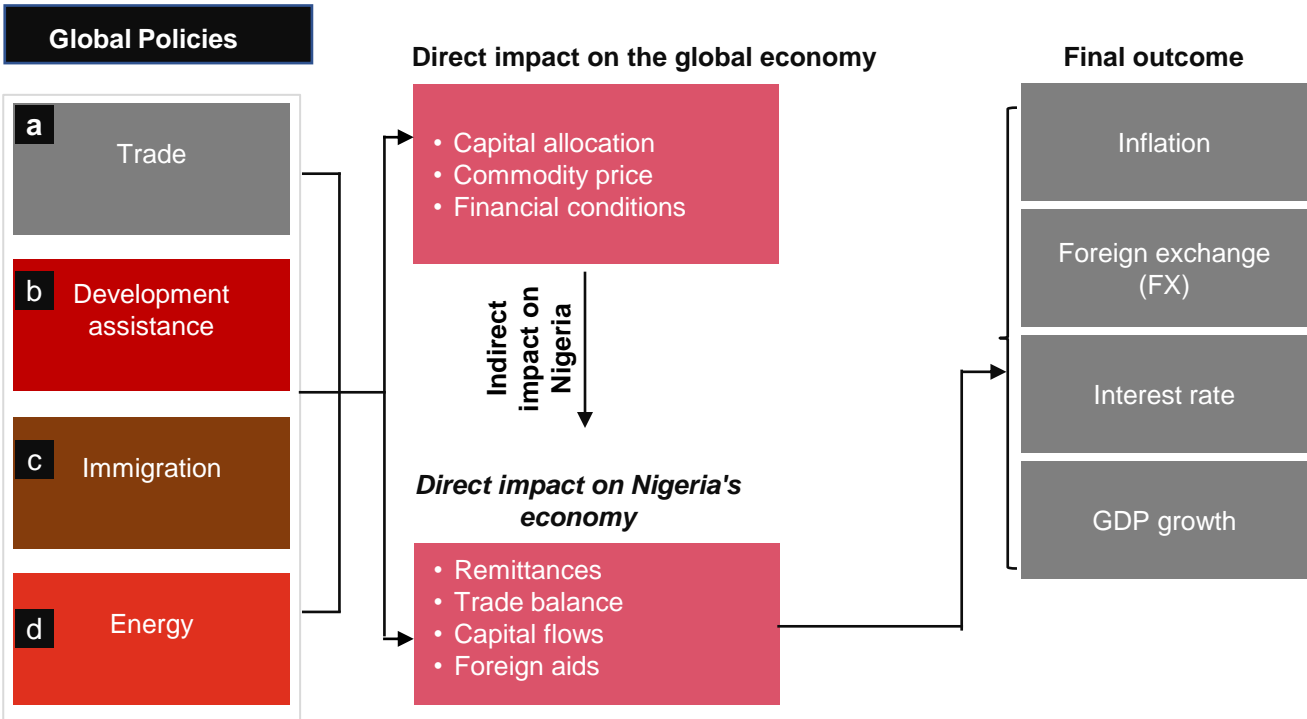 Global Policies
a
Trade
b
Development
assistance
c
Immigration
d
Energy
Direct impact on the global economy
• Capital allocation
• Commodity price
• Financial conditions
Indirect
impact on
Nigeria
Direct impact on Nigeria's
economy
• Remittances
• Trade balance
• Capital flows
• Foreign aids
Final outcome
Inflation
Foreign exchange
(FX)
Interest rate
GDP growth